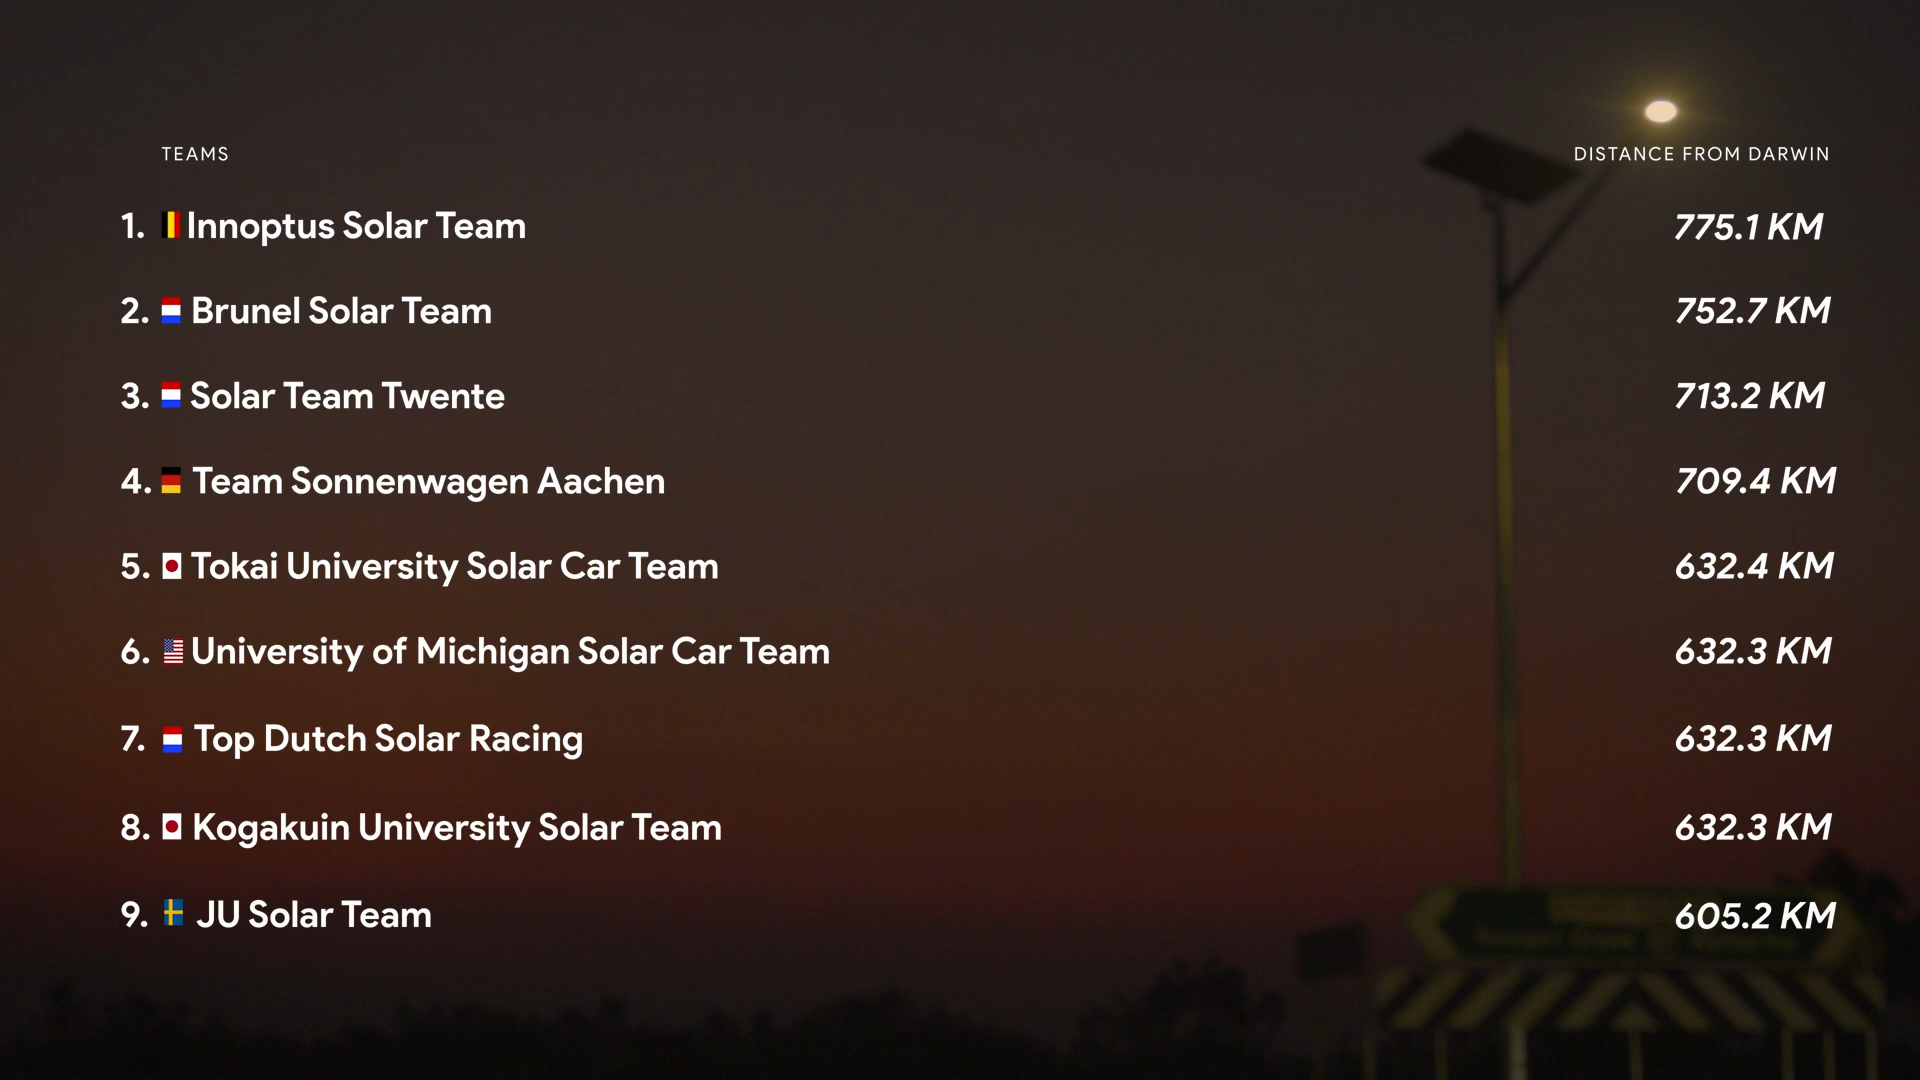 TEAMS DISTANCE FROM DARWIN
1. Innoptus Solar Team 775.1 KM
2. Brunel Solar Team 752.7 KM
3. Solar Team Twente 713.2 KM
4. Team Sonnenwagen Aachen 709.4 KM
5. Tokai University Solar Car Team 632.4 KM
6. University of Michigan Solar Car Team 632.3 KM
7. Top Dutch Solar Racing 632.3 KM
8. Kogakuin University Solar Team 632.3 KM
9. JU Solar Team 605.2 KM